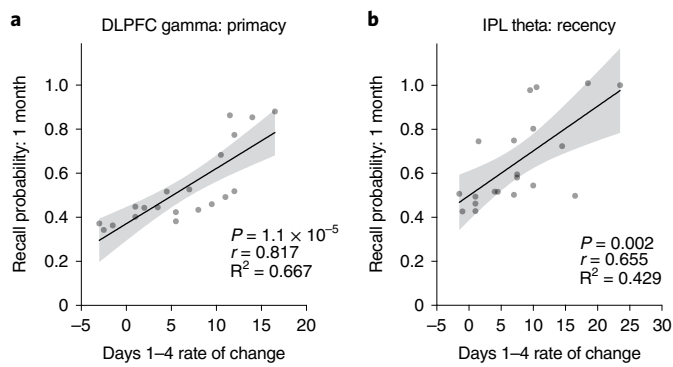 a
DLPFC gamma: primacy
Recall probability: 1 month
1.0
0.8
0.6
0.4
0.2
0
P = 1.1 × 10⁻⁵
r = 0.817
R² = 0.667
–5 0 5 10 15 20
Days 1–4 rate of change
b
IPL theta: recency
Recall probability: 1 month
1.0
0.8
0.6
0.4
0.2
0
P = 0.002
r = 0.655
R² = 0.429
–5 0 5 10 15 20 25 30
Days 1–4 rate of change